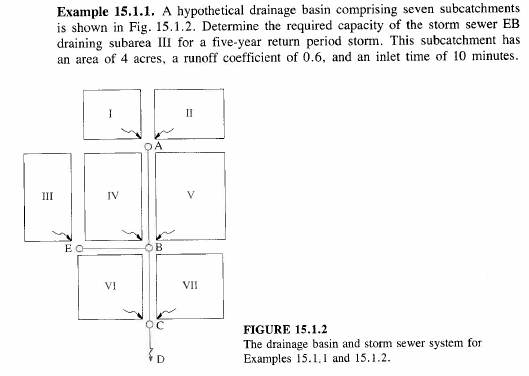 Example 15.1.1. A hypothetical drainage basin comprising seven subcatchments
is shown in Fig. 15.1.2. Determine the required capacity of the storm sewer EB
draining subarea III for a five-year return period storm. This subcatchment has
an area of 4 acres, a runoff coefficient of 0.6, and an inlet time of 10 minutes.
I
II
A
III
IV
V
E
B
VI
VII
C
D
FIGURE 15.1.2
The drainage basin and storm sewer system for
Examples 15.1.1 and 15.1.2.